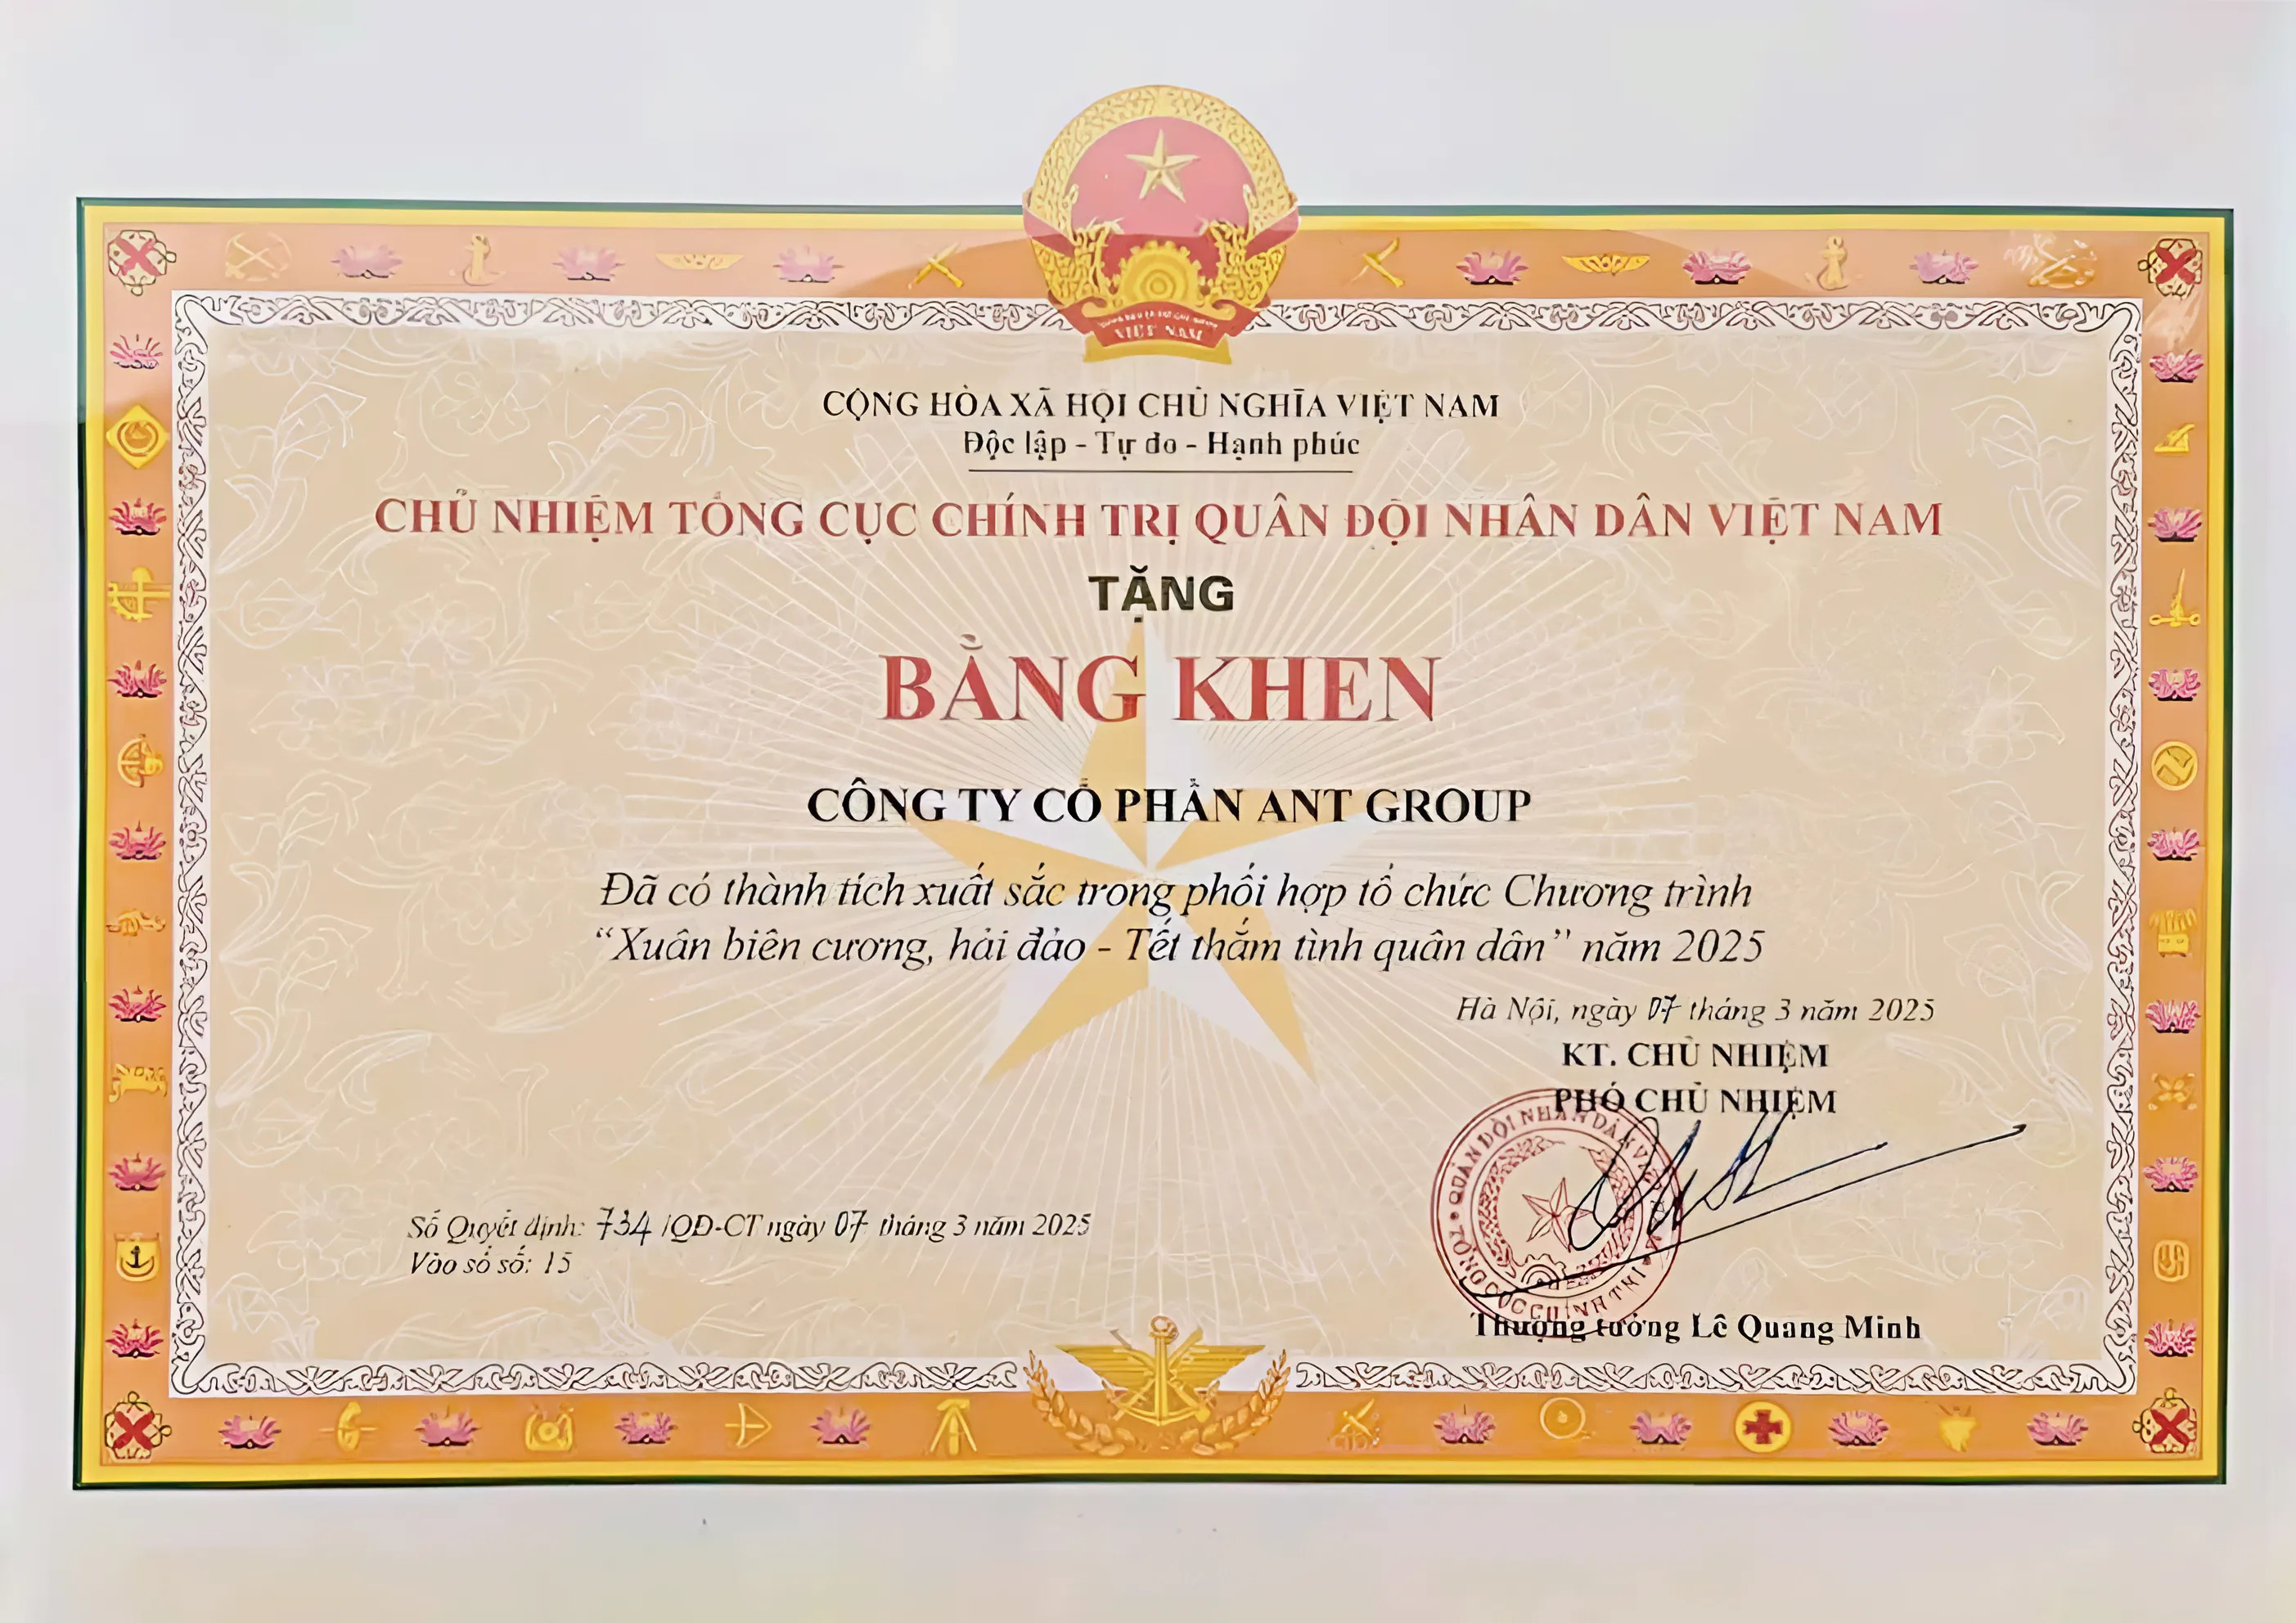 VIỆT NAM
CỘNG HÒA XÃ HỘI CHỦ NGHĨA VIỆT NAM
Độc lập - Tự do - Hạnh phúc
CHỦ NHIỆM TỔNG CỤC CHÍNH TRỊ QUÂN ĐỘI NHÂN DÂN VIỆT NAM
TẶNG
BẰNG KHEN
CÔNG TY CỔ PHẦN ANT GROUP
Đã có thành tích xuất sắc trong phối hợp tổ chức Chương trình
“Xuân biên cương, hải đảo - Tết thắm tình quân dân” năm 2025
Hà Nội, ngày 07 tháng 3 năm 2025
KT. CHỦ NHIỆM
PHÓ CHỦ NHIỆM
QUÂN ĐỘI NHÂN DÂN
TỔNG CỤC CHÍNH TRỊ
Số Quyết định: 734 /QĐ-CT ngày 07 tháng 3 năm 2025
Vào sổ số: 15
Thượng tướng Lê Quang Minh